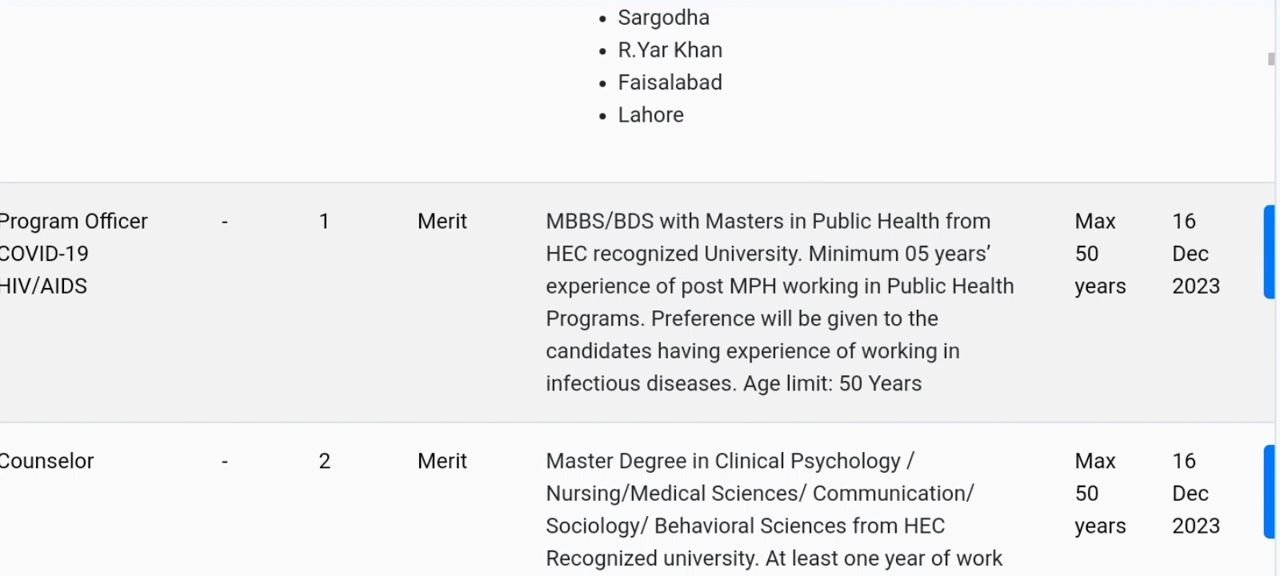 Sargodha
R.Yar Khan
Faisalabad
Lahore
Program Officer
COVID-19
HIV/AIDS
-
1
Merit
MBBS/BDS with Masters in Public Health from
HEC recognized University. Minimum 05 years’
experience of post MPH working in Public Health
Programs. Preference will be given to the
candidates having experience of working in
infectious diseases. Age limit: 50 Years
Max
50
years
16
Dec
2023
Counselor
-
2
Merit
Master Degree in Clinical Psychology /
Nursing/Medical Sciences/ Communication/
Sociology/ Behavioral Sciences from HEC
Recognized university. At least one year of work
Max
50
years
16
Dec
2023